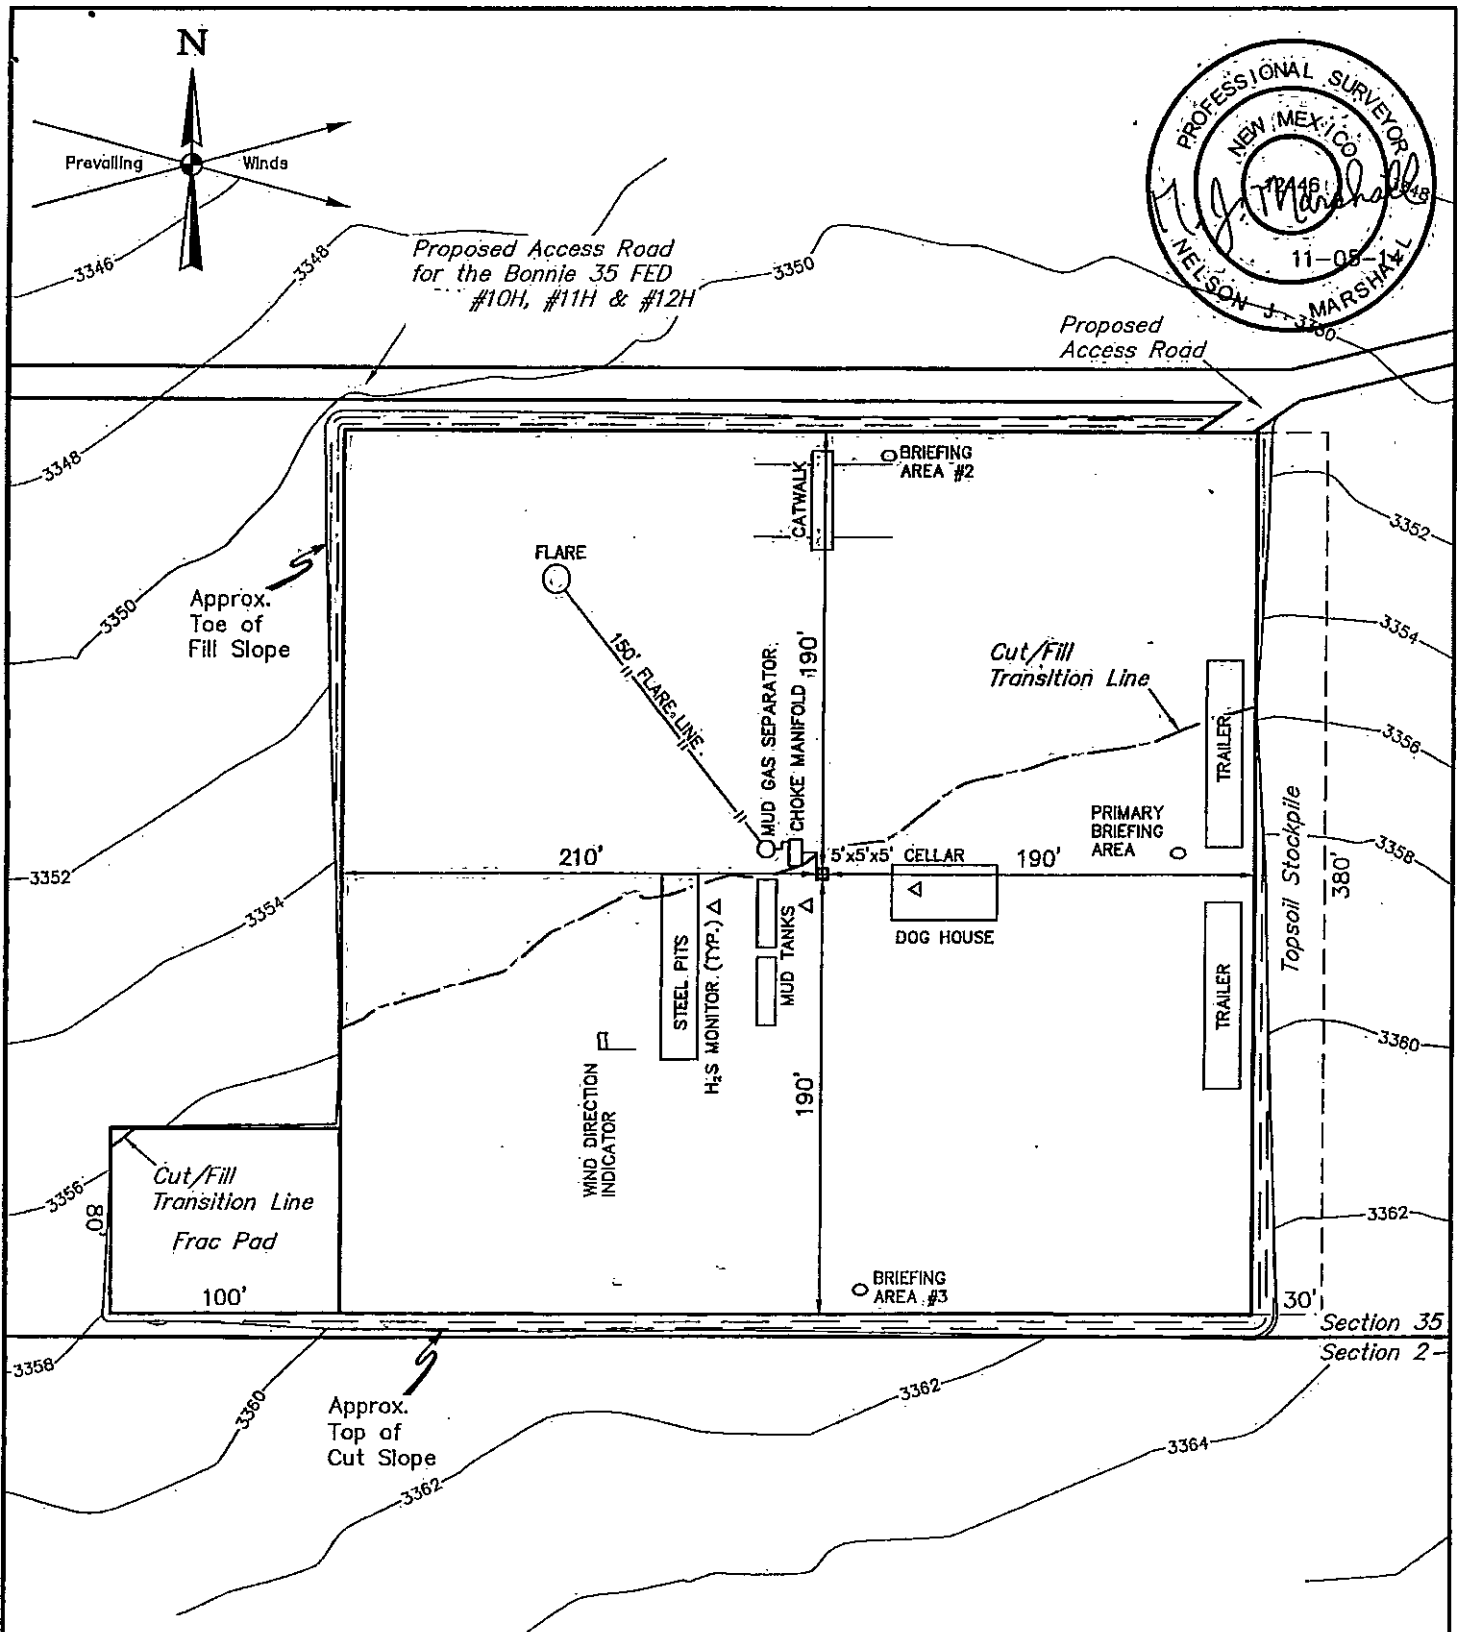 N
Prevailing
Winds
PROFESSIONAL SURVEYOR
NEW MEXICO
N. J. Marshall
NELSON J. MARSHALL
3348
3346
3348
Proposed Access Road
for the Bonnie 35 FED
#10H, #11H & #12H
3350
Proposed
Access Road
3348
3350
Approx.
Toe of
Fill Slope
FLARE
150' FLARE LINE
CATWALK
BRIEFING
AREA #2
190'
MUD GAS SEPARATOR
CHOKE MANIFOLD
Cut/Fill
Transition Line
TRAILER
PRIMARY
BRIEFING
AREA
3352
3354
3356
3358
Topsoil Stockpile
380'
210'
5'x5'x5' CELLAR
190'
DOG HOUSE
3352
3354
STEEL PITS
H₂S MONITOR (TYP.)
MUD TANKS
TRAILER
3360
190'
WIND DIRECTION
INDICATOR
3356
80'
Cut/Fill
Transition Line
Frac Pad
100'
BRIEFING
AREA #3
3362
30'
Section 35
Section 2
3358
3360
Approx.
Top of
Cut Slope
3362
3362
3364